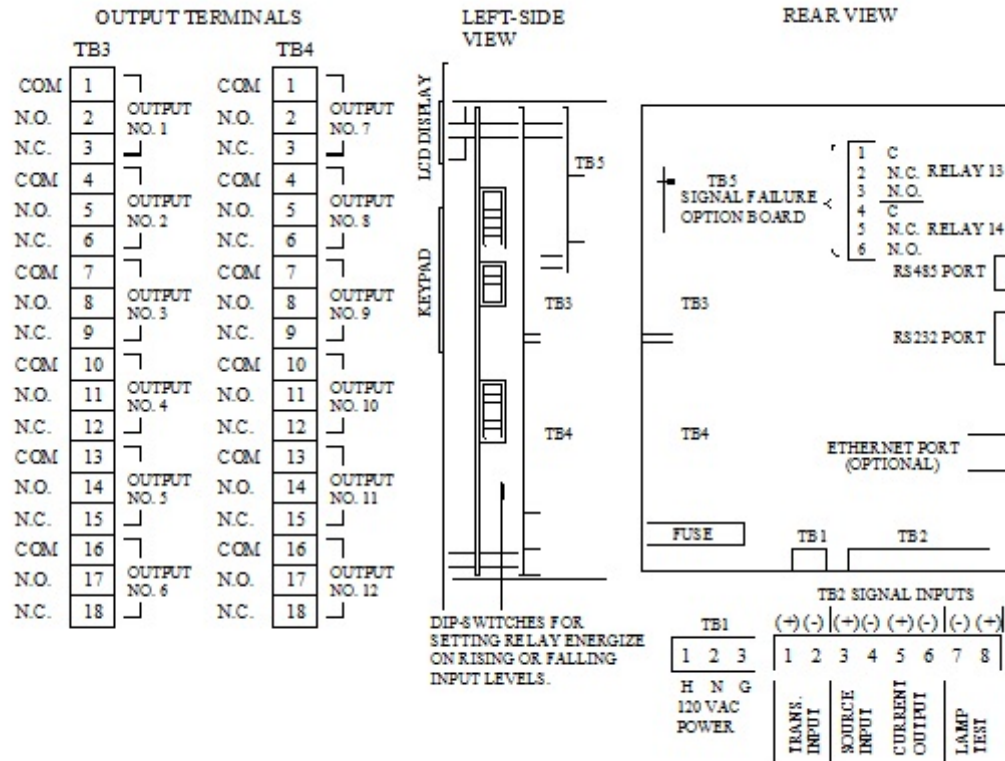 OUTPUT TERMINALS
TB3
COM 1
N.O. 2
N.C. 3
OUTPUT
NO. 1
COM 4
N.O. 5
N.C. 6
OUTPUT
NO. 2
COM 7
N.O. 8
N.C. 9
OUTPUT
NO. 3
COM 10
N.O. 11
N.C. 12
OUTPUT
NO. 4
COM 13
N.O. 14
N.C. 15
OUTPUT
NO. 5
COM 16
N.O. 17
N.C. 18
OUTPUT
NO. 6
TB4
COM 1
N.O. 2
N.C. 3
OUTPUT
NO. 7
COM 4
N.O. 5
N.C. 6
OUTPUT
NO. 8
COM 7
N.O. 8
N.C. 9
OUTPUT
NO. 9
COM 10
N.O. 11
N.C. 12
OUTPUT
NO. 10
COM 13
N.O. 14
N.C. 15
OUTPUT
NO. 11
COM 16
N.O. 17
N.C. 18
OUTPUT
NO. 12
LEFT-SIDE
VIEW
LCD DISPLAY
KEYPAD
TB5
TB3
TB4
DIP-SWITCHES FOR
SETTING RELAY ENERGIZE
ON RISING OR FALLING
INPUT LEVELS.
REAR VIEW
TB5
SIGNAL FAILURE
OPTION BOARD
1 C
2 N.C. RELAY 13
3 N.O.
4 C
5 N.C. RELAY 14
6 N.O.
RS485 PORT
TB3
RS232 PORT
TB4
ETHERNET PORT
(OPTIONAL)
FUSE
TB1
TB2
TB1
1 2 3
H N G
120 VAC
POWER
TB2 SIGNAL INPUTS
(+) (-) (+) (-) (+) (-) (-) (+)
1 2 3 4 5 6 7 8
TRANS.
INPUT
SOURCE
INPUT
CURRENT
OUTPUT
LAMP
TEST